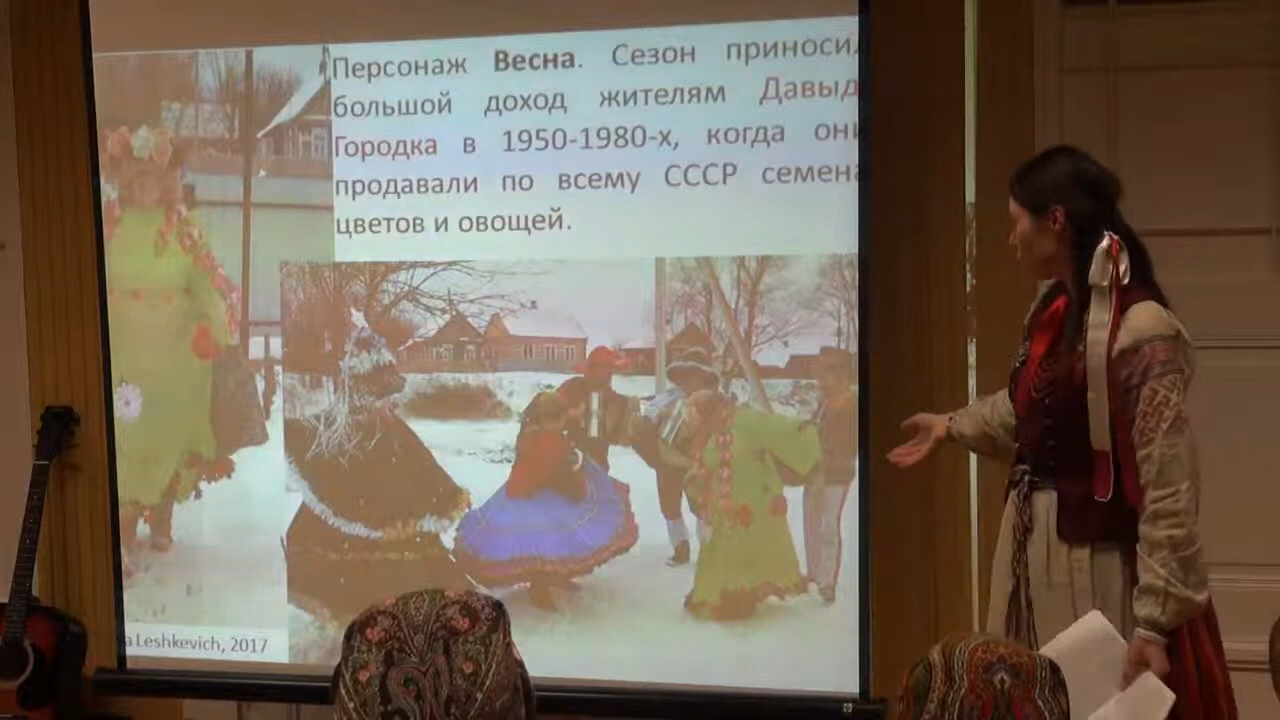 Персонаж Весна. Сезон приноси
большой доход жителям Давыд
Городка в 1950-1980-х, когда они
продавали по всему СССР семена
цветов и овощей.
a Leshkevich, 2017